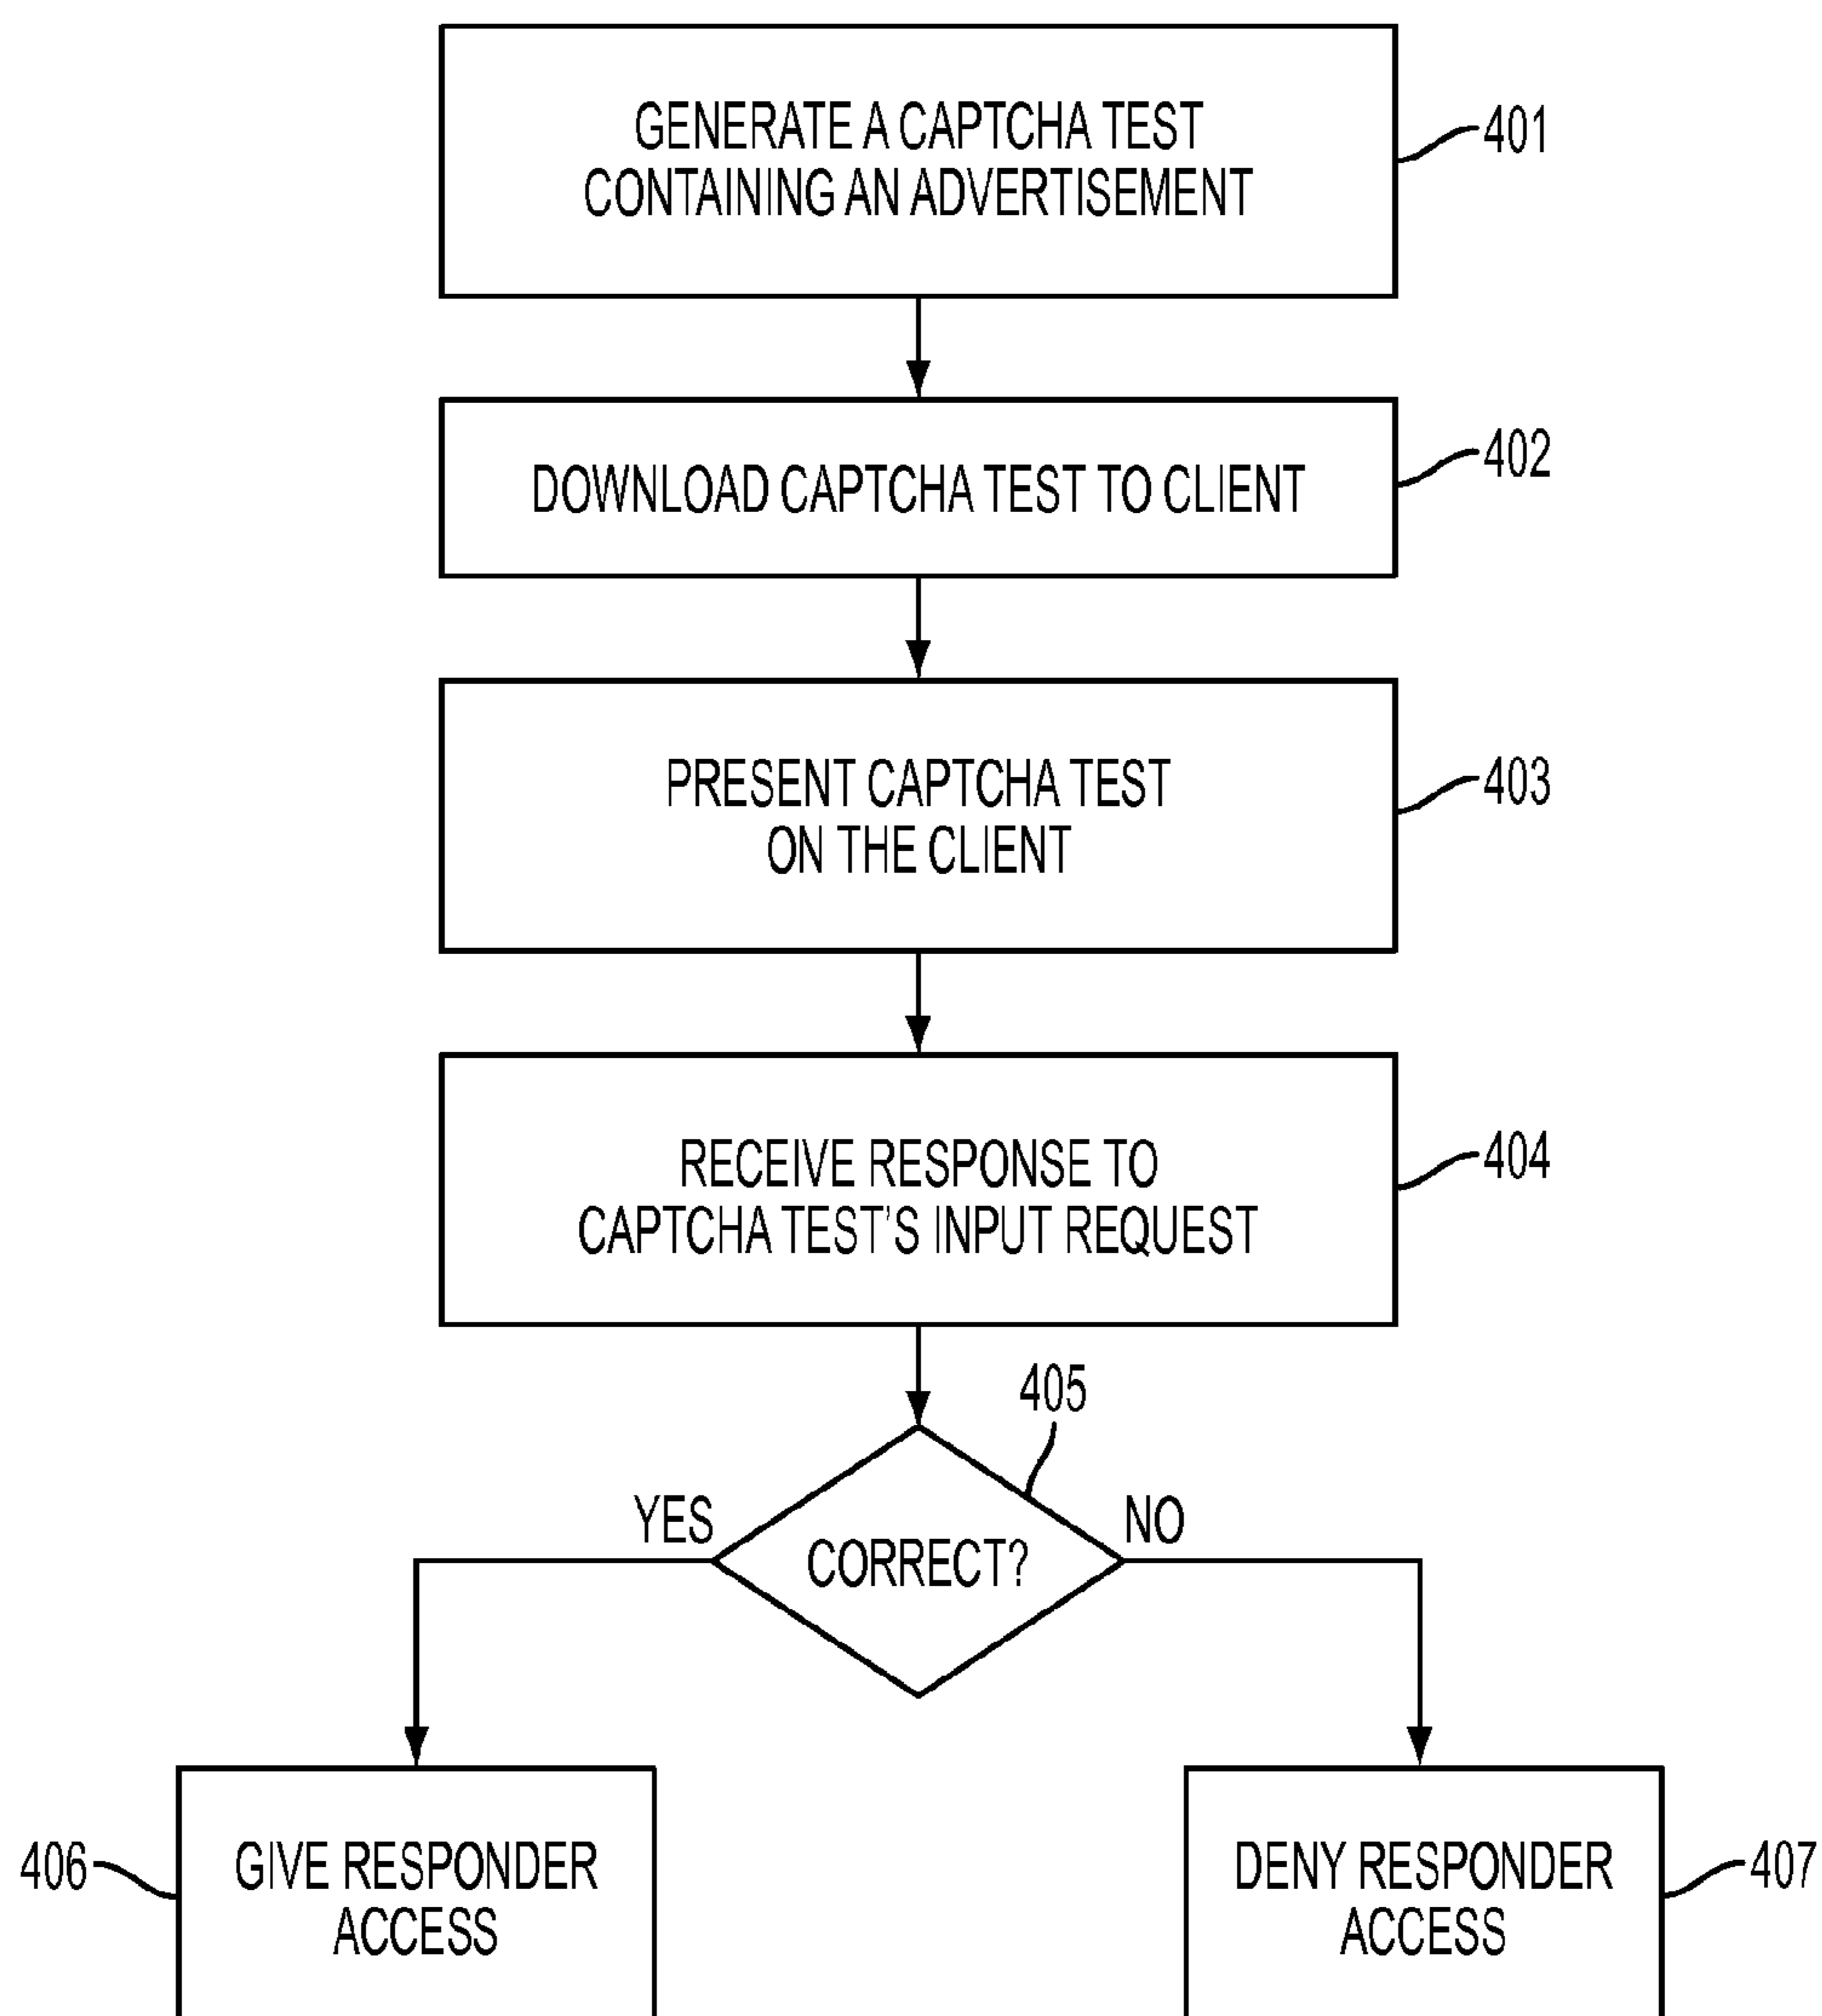 GENERATE A CAPTCHA TEST
CONTAINING AN ADVERTISEMENT
401
DOWNLOAD CAPTCHA TEST TO CLIENT
402
PRESENT CAPTCHA TEST
ON THE CLIENT
403
RECEIVE RESPONSE TO
CAPTCHA TEST'S INPUT REQUEST
404
405
YES
CORRECT?
NO
406
GIVE RESPONDER
ACCESS
DENY RESPONDER
ACCESS
407